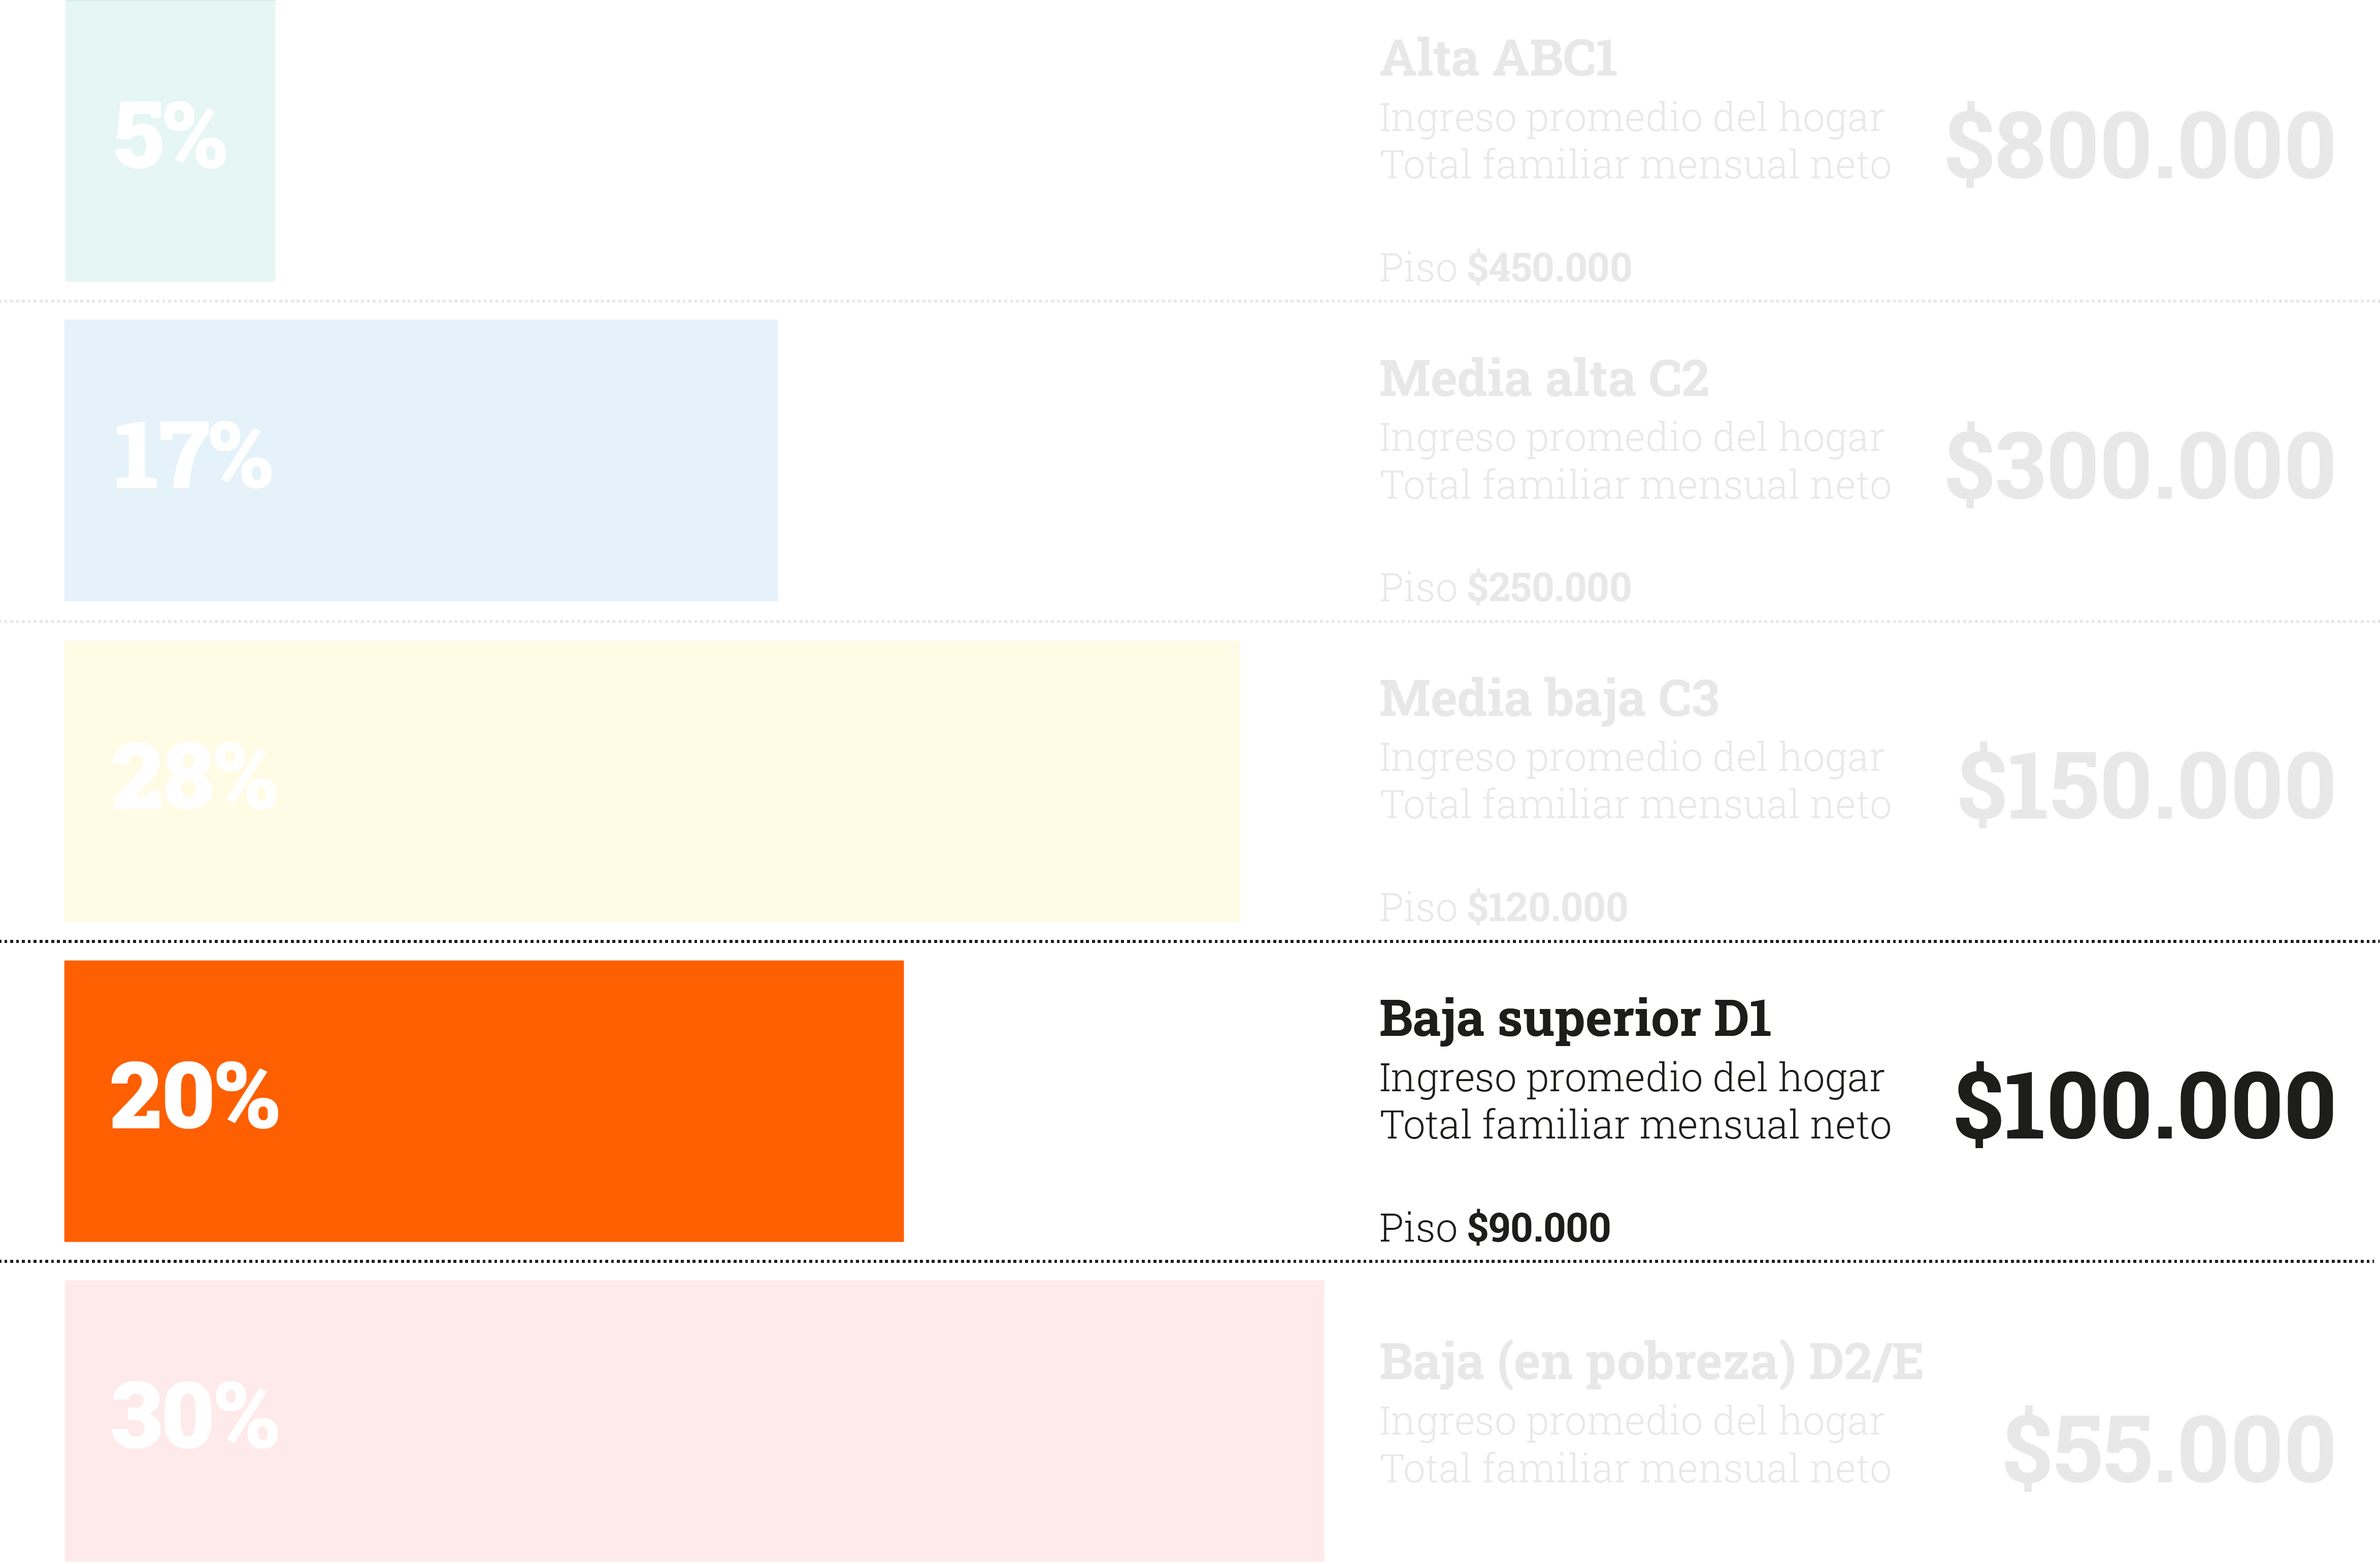 5%
Alta ABC1
Ingreso promedio del hogar
Total familiar mensual neto
$800.000
Piso $450.000
17%
Media alta C2
Ingreso promedio del hogar
Total familiar mensual neto
$300.000
Piso $250.000
28%
Media baja C3
Ingreso promedio del hogar
Total familiar mensual neto
$150.000
Piso $120.000
20%
Baja superior D1
Ingreso promedio del hogar
Total familiar mensual neto
$100.000
Piso $90.000
30%
Baja (en pobreza) D2/E
Ingreso promedio del hogar
Total familiar mensual neto
$55.000